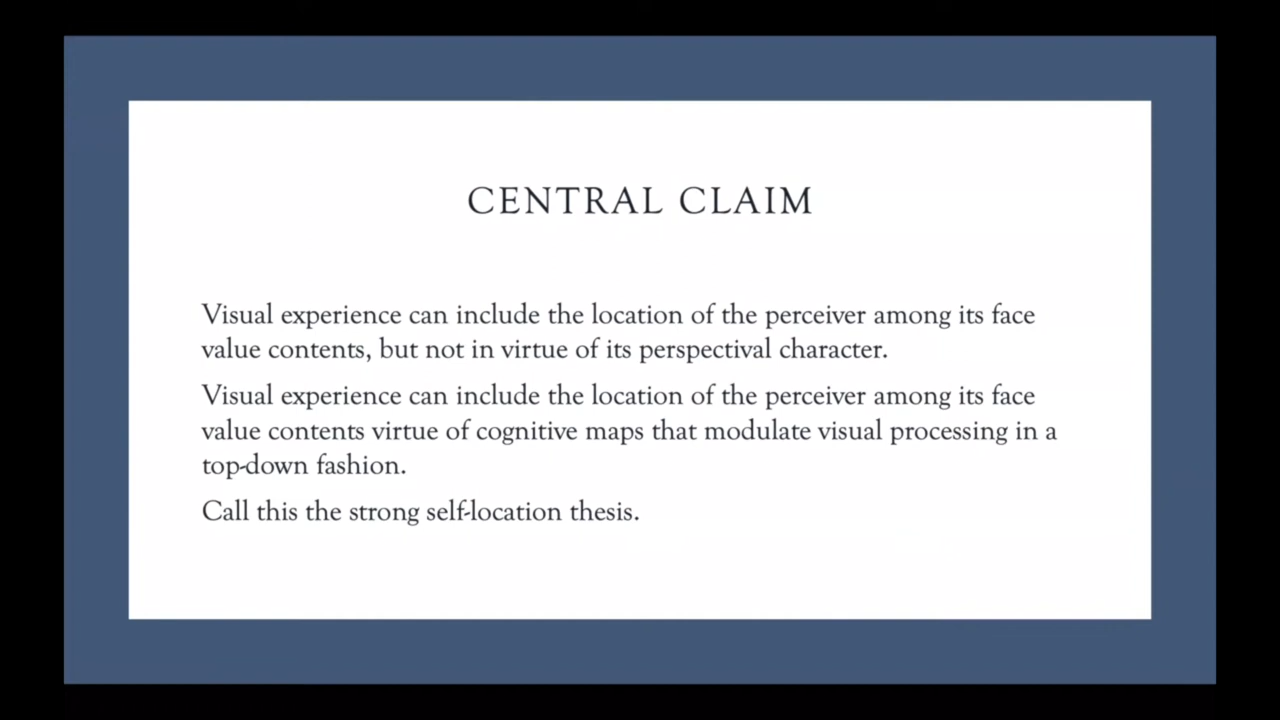 CENTRAL CLAIM
Visual experience can include the location of the perceiver among its face
value contents, but not in virtue of its perspectival character.
Visual experience can include the location of the perceiver among its face
value contents virtue of cognitive maps that modulate visual processing in a
top-down fashion.
Call this the strong self-location thesis.